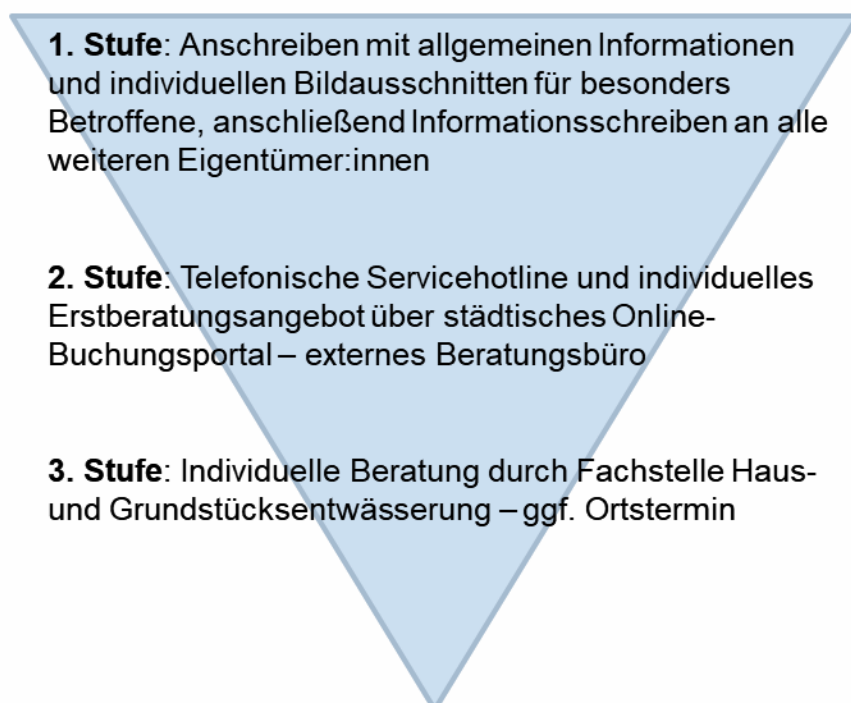 1. Stufe: Anschreiben mit allgemeinen Informationen
und individuellen Bildausschnitten für besonders
Betroffene, anschließend Informationsschreiben an alle
weiteren Eigentümer:innen
2. Stufe: Telefonische Servicehotline und individuelles
Erstberatungsangebot über städtisches Online-
Buchungsportal – externes Beratungsbüro
3. Stufe: Individuelle Beratung durch Fachstelle Haus-
und Grundstücksentwässerung – ggf. Ortstermin